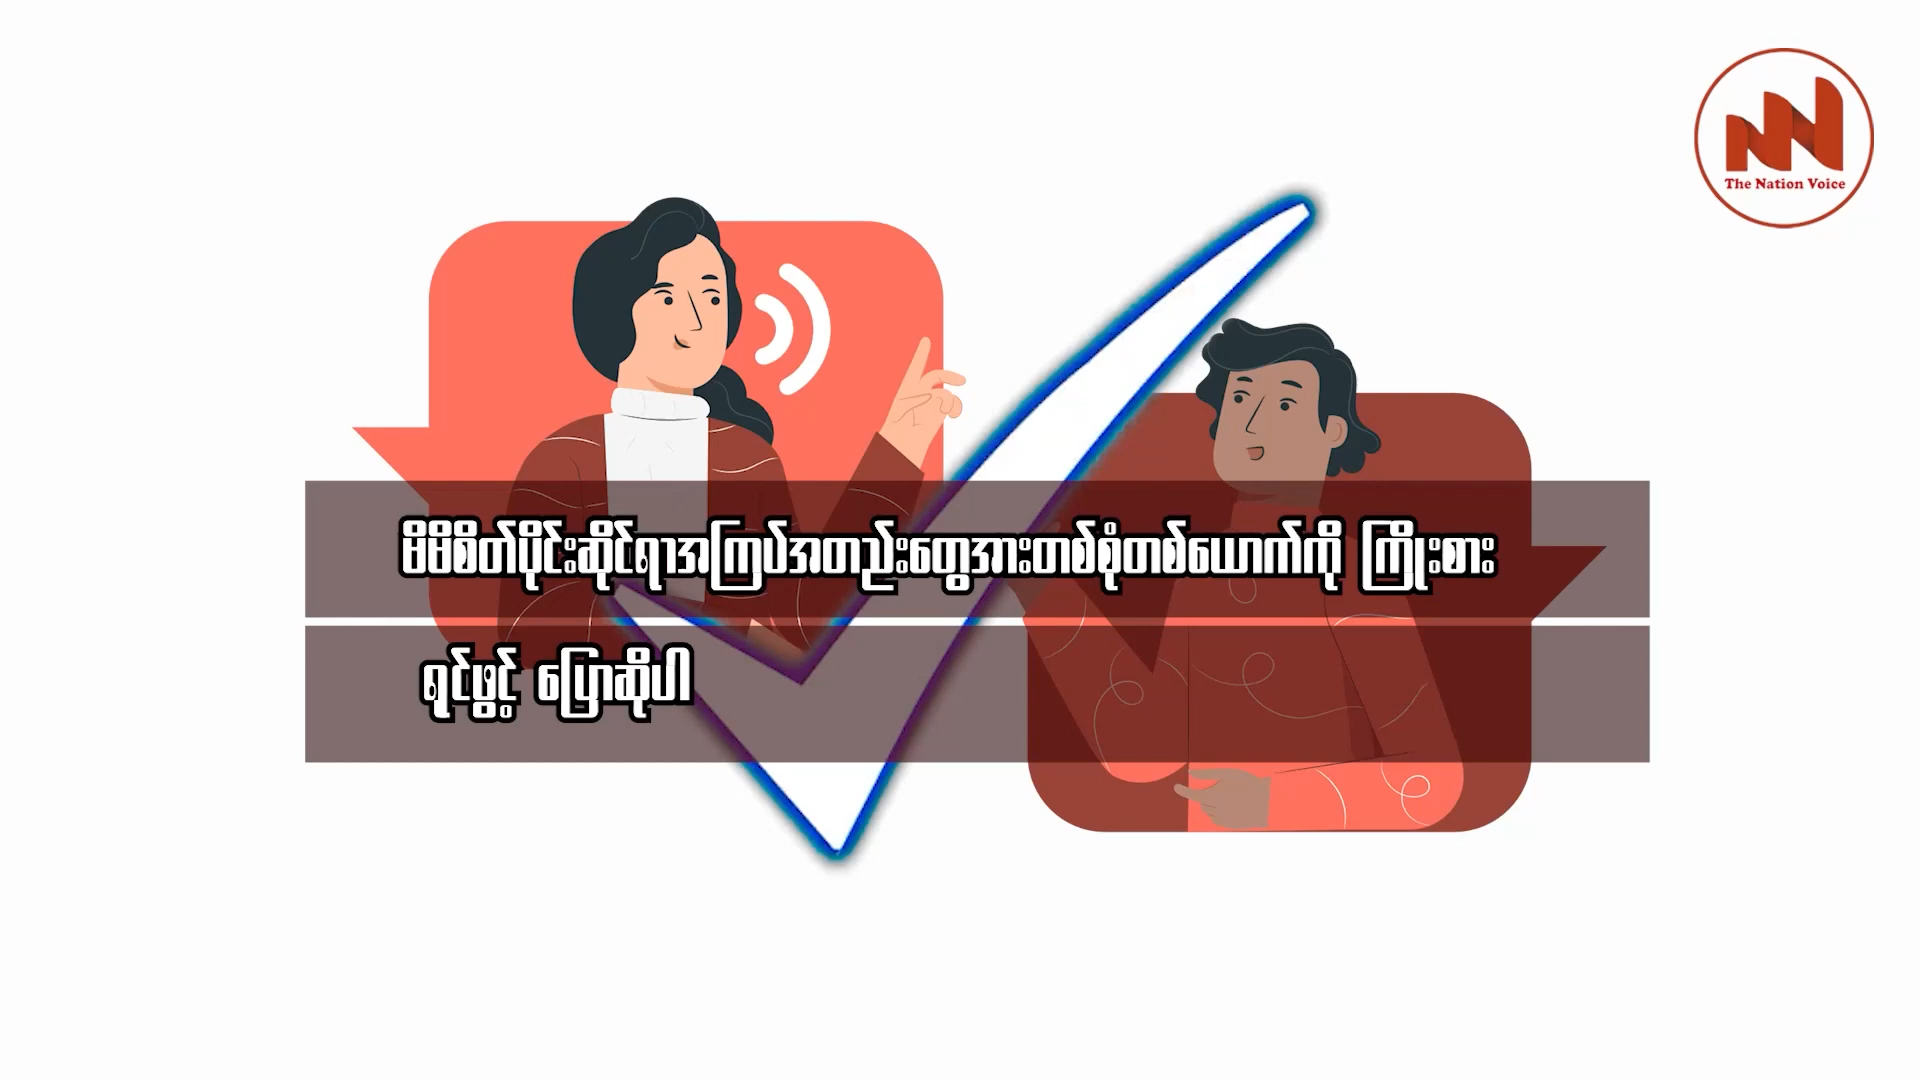 The Nation Voice
မိမိစိတ်ပိုင်းဆိုင်ရာအကြပ်အတည်းတွေအားတစ်စုံတစ်ယောက်ကို ကြိုးစား
ရင်ဖွင့် ပြောဆိုပါ